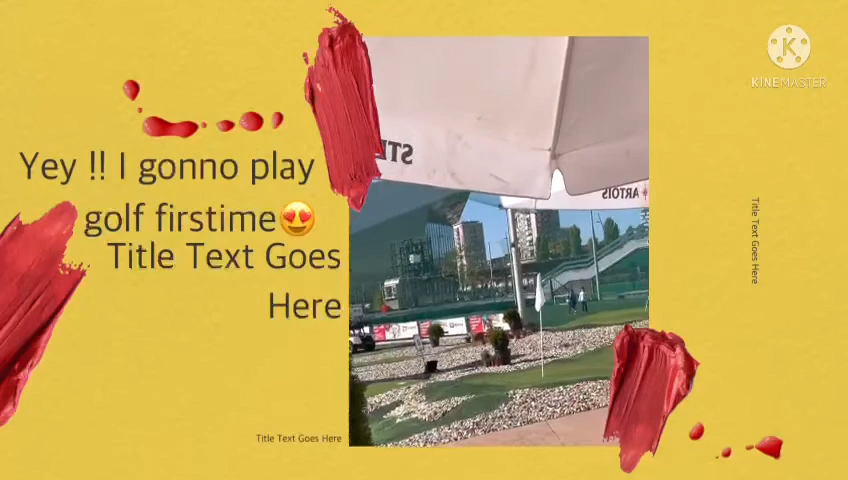 KINEMASTER
Yey !! I gonno play
golf firstime😍
Title Text Goes
Here
ARTOIS
Title Text Goes Here
Title Text Goes Here